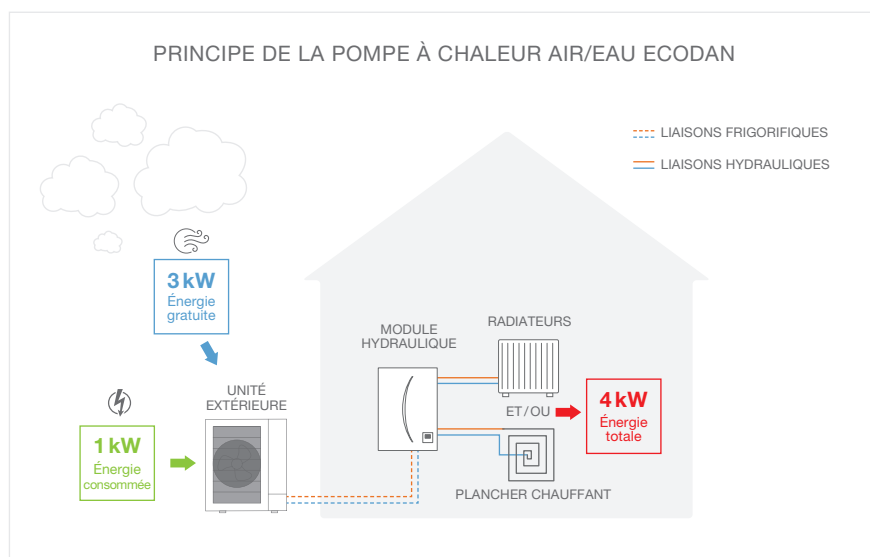 PRINCIPE DE LA POMPE À CHALEUR AIR/EAU ECODAN
LIAISONS FRIGORIFIQUES
LIAISONS HYDRAULIQUES
3 kW
Énergie
gratuite
UNITÉ
EXTÉRIEURE
1 kW
Énergie
consommée
MODULE
HYDRAULIQUE
RADIATEURS
ET / OU
PLANCHER CHAUFFANT
4 kW
Énergie
totale